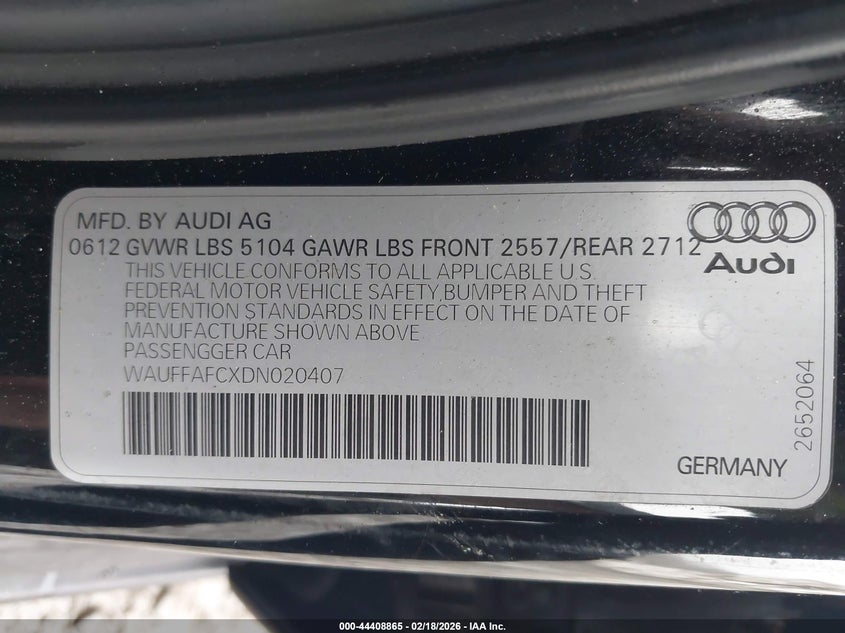 MFD. BY AUDI AG
0612 GVWR LBS 5104 GAWR LBS FRONT 2557/REAR 2712
Audi
THIS VEHICLE CONFORMS TO ALL APPLICABLE U.S.
FEDERAL MOTOR VEHICLE SAFETY,BUMPER AND THEFT
PREVENTION STANDARDS IN EFFECT ON THE DATE OF
MANUFACTURE SHOWN ABOVE
PASSENGGER CAR
WAUFFAFCXDN020407
2652064
GERMANY
000-44408865 - 02/18/2026 - IAA Inc.